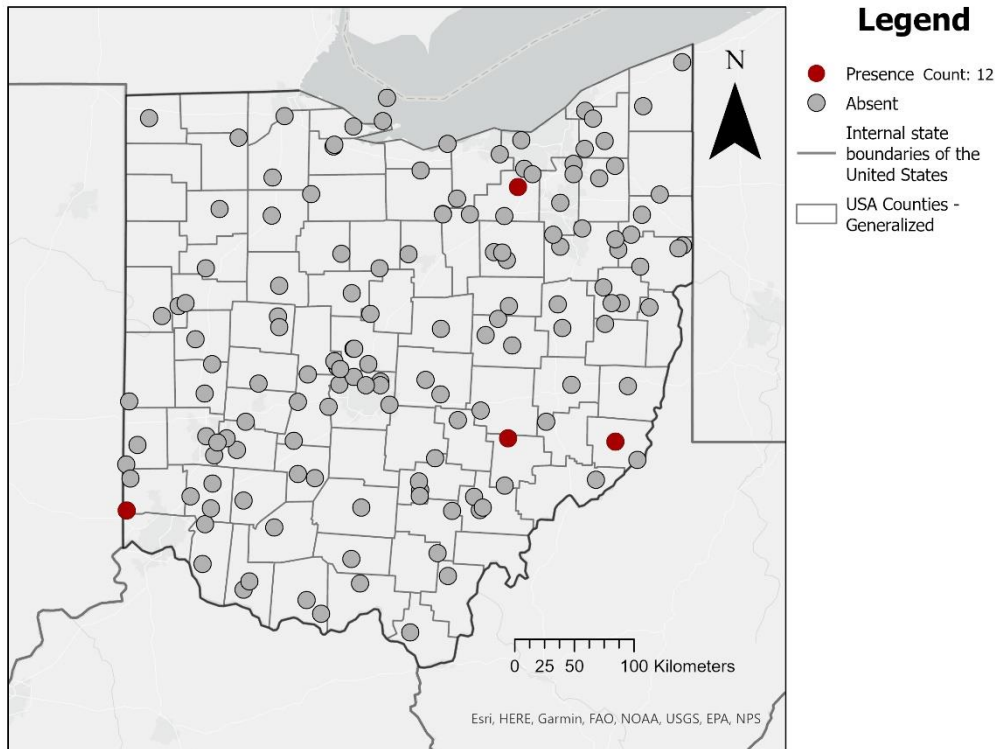 Legend
N
Presence Count: 12
Absent
Internal state
boundaries of the
United States
USA Counties -
Generalized
0 25 50 100 Kilometers
Esri, HERE, Garmin, FAO, NOAA, USGS, EPA, NPS